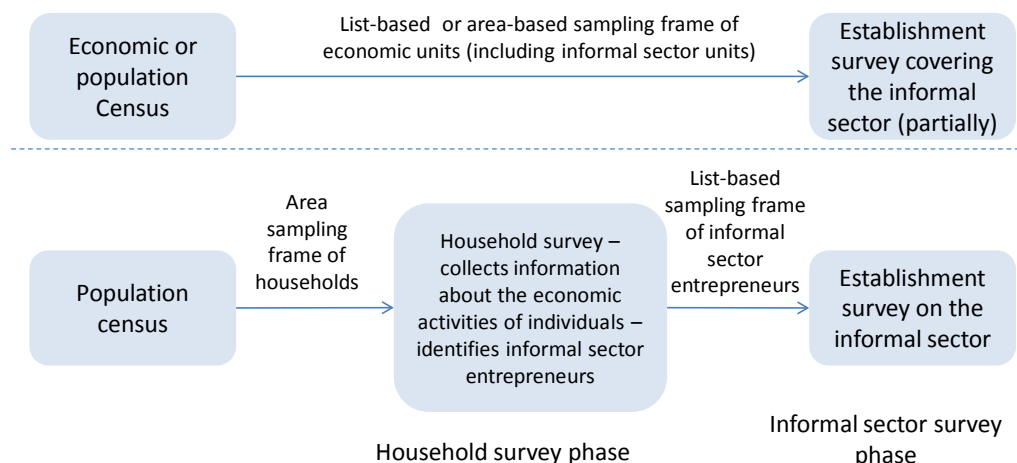 Economic or
population
Census
List-based or area-based sampling frame of
economic units (including informal sector units)
Establishment
survey covering
the informal
sector (partially)
Population
census
Area
sampling
frame of
households
Household survey –
collects information
about the economic
activities of individuals –
identifies informal sector
entrepreneurs
List-based
sampling frame
of informal
sector
entrepreneurs
Establishment
survey on the
informal sector
Household survey phase
Informal sector survey
phase